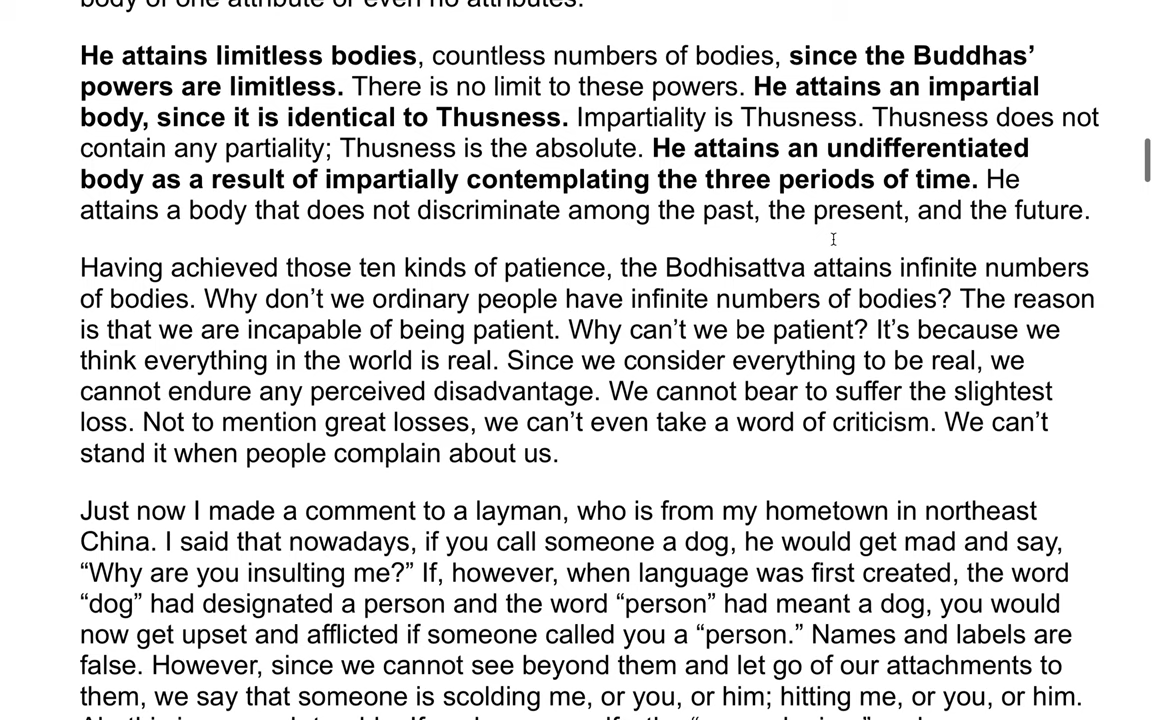 body of one attribute or even no attributes.
He attains limitless bodies, countless numbers of bodies, since the Buddhas’
powers are limitless. There is no limit to these powers. He attains an impartial
body, since it is identical to Thusness. Impartiality is Thusness. Thusness does not
contain any partiality; Thusness is the absolute. He attains an undifferentiated
body as a result of impartially contemplating the three periods of time. He
attains a body that does not discriminate among the past, the present, and the future.
Having achieved those ten kinds of patience, the Bodhisattva attains infinite numbers
of bodies. Why don’t we ordinary people have infinite numbers of bodies? The reason
is that we are incapable of being patient. Why can’t we be patient? It’s because we
think everything in the world is real. Since we consider everything to be real, we
cannot endure any perceived disadvantage. We cannot bear to suffer the slightest
loss. Not to mention great losses, we can’t even take a word of criticism. We can’t
stand it when people complain about us.
Just now I made a comment to a layman, who is from my hometown in northeast
China. I said that nowadays, if you call someone a dog, he would get mad and say,
“Why are you insulting me?” If, however, when language was first created, the word
“dog” had designated a person and the word “person” had meant a dog, you would
now get upset and afflicted if someone called you a “person.” Names and labels are
false. However, since we cannot see beyond them and let go of our attachments to
them, we say that someone is scolding me, or you, or him; hitting me, or you, or him.